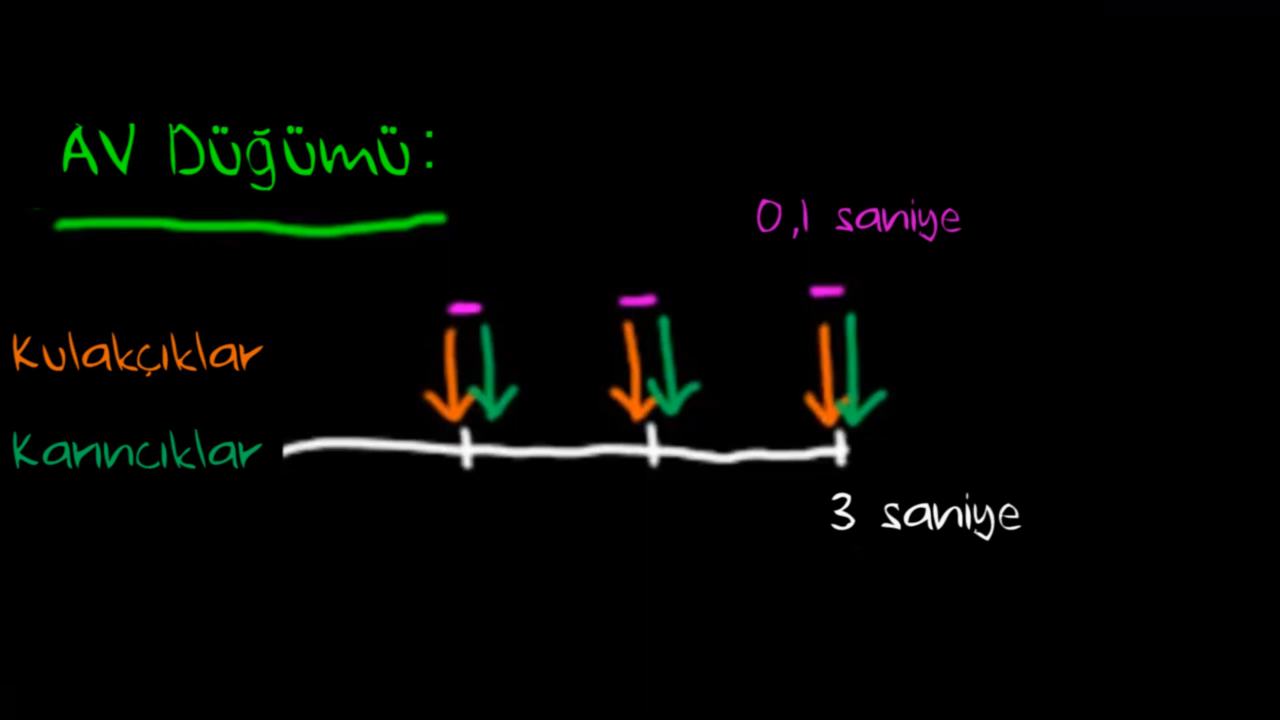 AV Düğümü:
0,1 saniye
Kulakçıklar
Karıncıklar
3 saniye